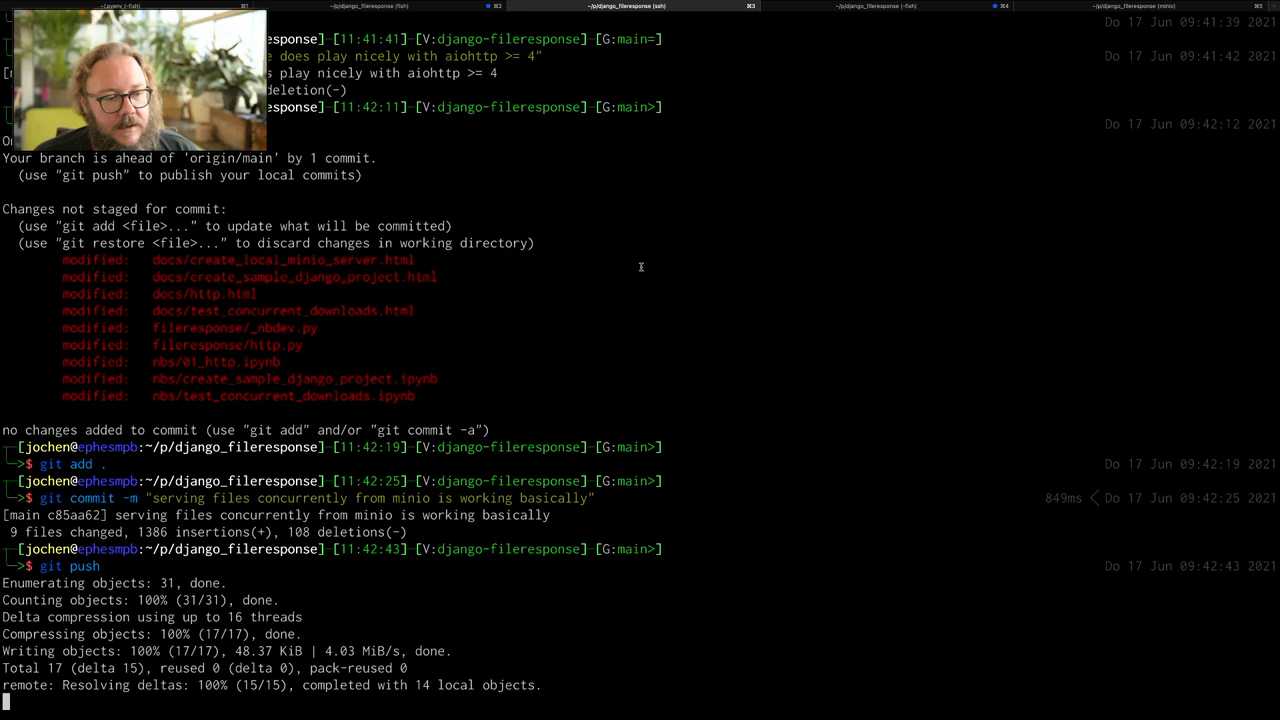 ~/.pyenv (-fish) ⌘1 ~/p/django_fileresponse (fish) ⌘2 ~/p/django_fileresponse (ssh) ⌘3 ~/p/django_fileresponse (-fish) ⌘4 ~/p/django_fileresponse (minio) ⌘5
Do 17 Jun 09:41:39 2021
response]-[11:41:41]-[V:django-fileresponse]-[G:main=]
e does play nicely with aiohttp >= 4" Do 17 Jun 09:41:42 2021
s play nicely with aiohttp >= 4
deletion(-)
response]-[11:42:11]-[V:django-fileresponse]-[G:main>]
Do 17 Jun 09:42:12 2021
Your branch is ahead of 'origin/main' by 1 commit.
(use "git push" to publish your local commits)
Changes not staged for commit:
(use "git add <file>..." to update what will be committed)
(use "git restore <file>..." to discard changes in working directory)
modified: docs/create_local_minio_server.html
modified: docs/create_sample_django_project.html
modified: docs/http.html
modified: docs/test_concurrent_downloads.html
modified: fileresponse/_nbdev.py
modified: fileresponse/http.py
modified: nbs/01_http.ipynb
modified: nbs/create_sample_django_project.ipynb
modified: nbs/test_concurrent_downloads.ipynb
no changes added to commit (use "git add" and/or "git commit -a")
[jochen@ephesmpb:~/p/django_fileresponse]-[11:42:19]-[V:django-fileresponse]-[G:main>]
>$ git add . Do 17 Jun 09:42:19 2021
[jochen@ephesmpb:~/p/django_fileresponse]-[11:42:25]-[V:django-fileresponse]-[G:main>]
>$ git commit -m "serving files concurrently from minio is working basically" 849ms < Do 17 Jun 09:42:25 2021
[main c85aa62] serving files concurrently from minio is working basically
9 files changed, 1386 insertions(+), 108 deletions(-)
[jochen@ephesmpb:~/p/django_fileresponse]-[11:42:43]-[V:django-fileresponse]-[G:main>]
>$ git push Do 17 Jun 09:42:43 2021
Enumerating objects: 31, done.
Counting objects: 100% (31/31), done.
Delta compression using up to 16 threads
Compressing objects: 100% (17/17), done.
Writing objects: 100% (17/17), 48.37 KiB | 4.03 MiB/s, done.
Total 17 (delta 15), reused 0 (delta 0), pack-reused 0
remote: Resolving deltas: 100% (15/15), completed with 14 local objects.